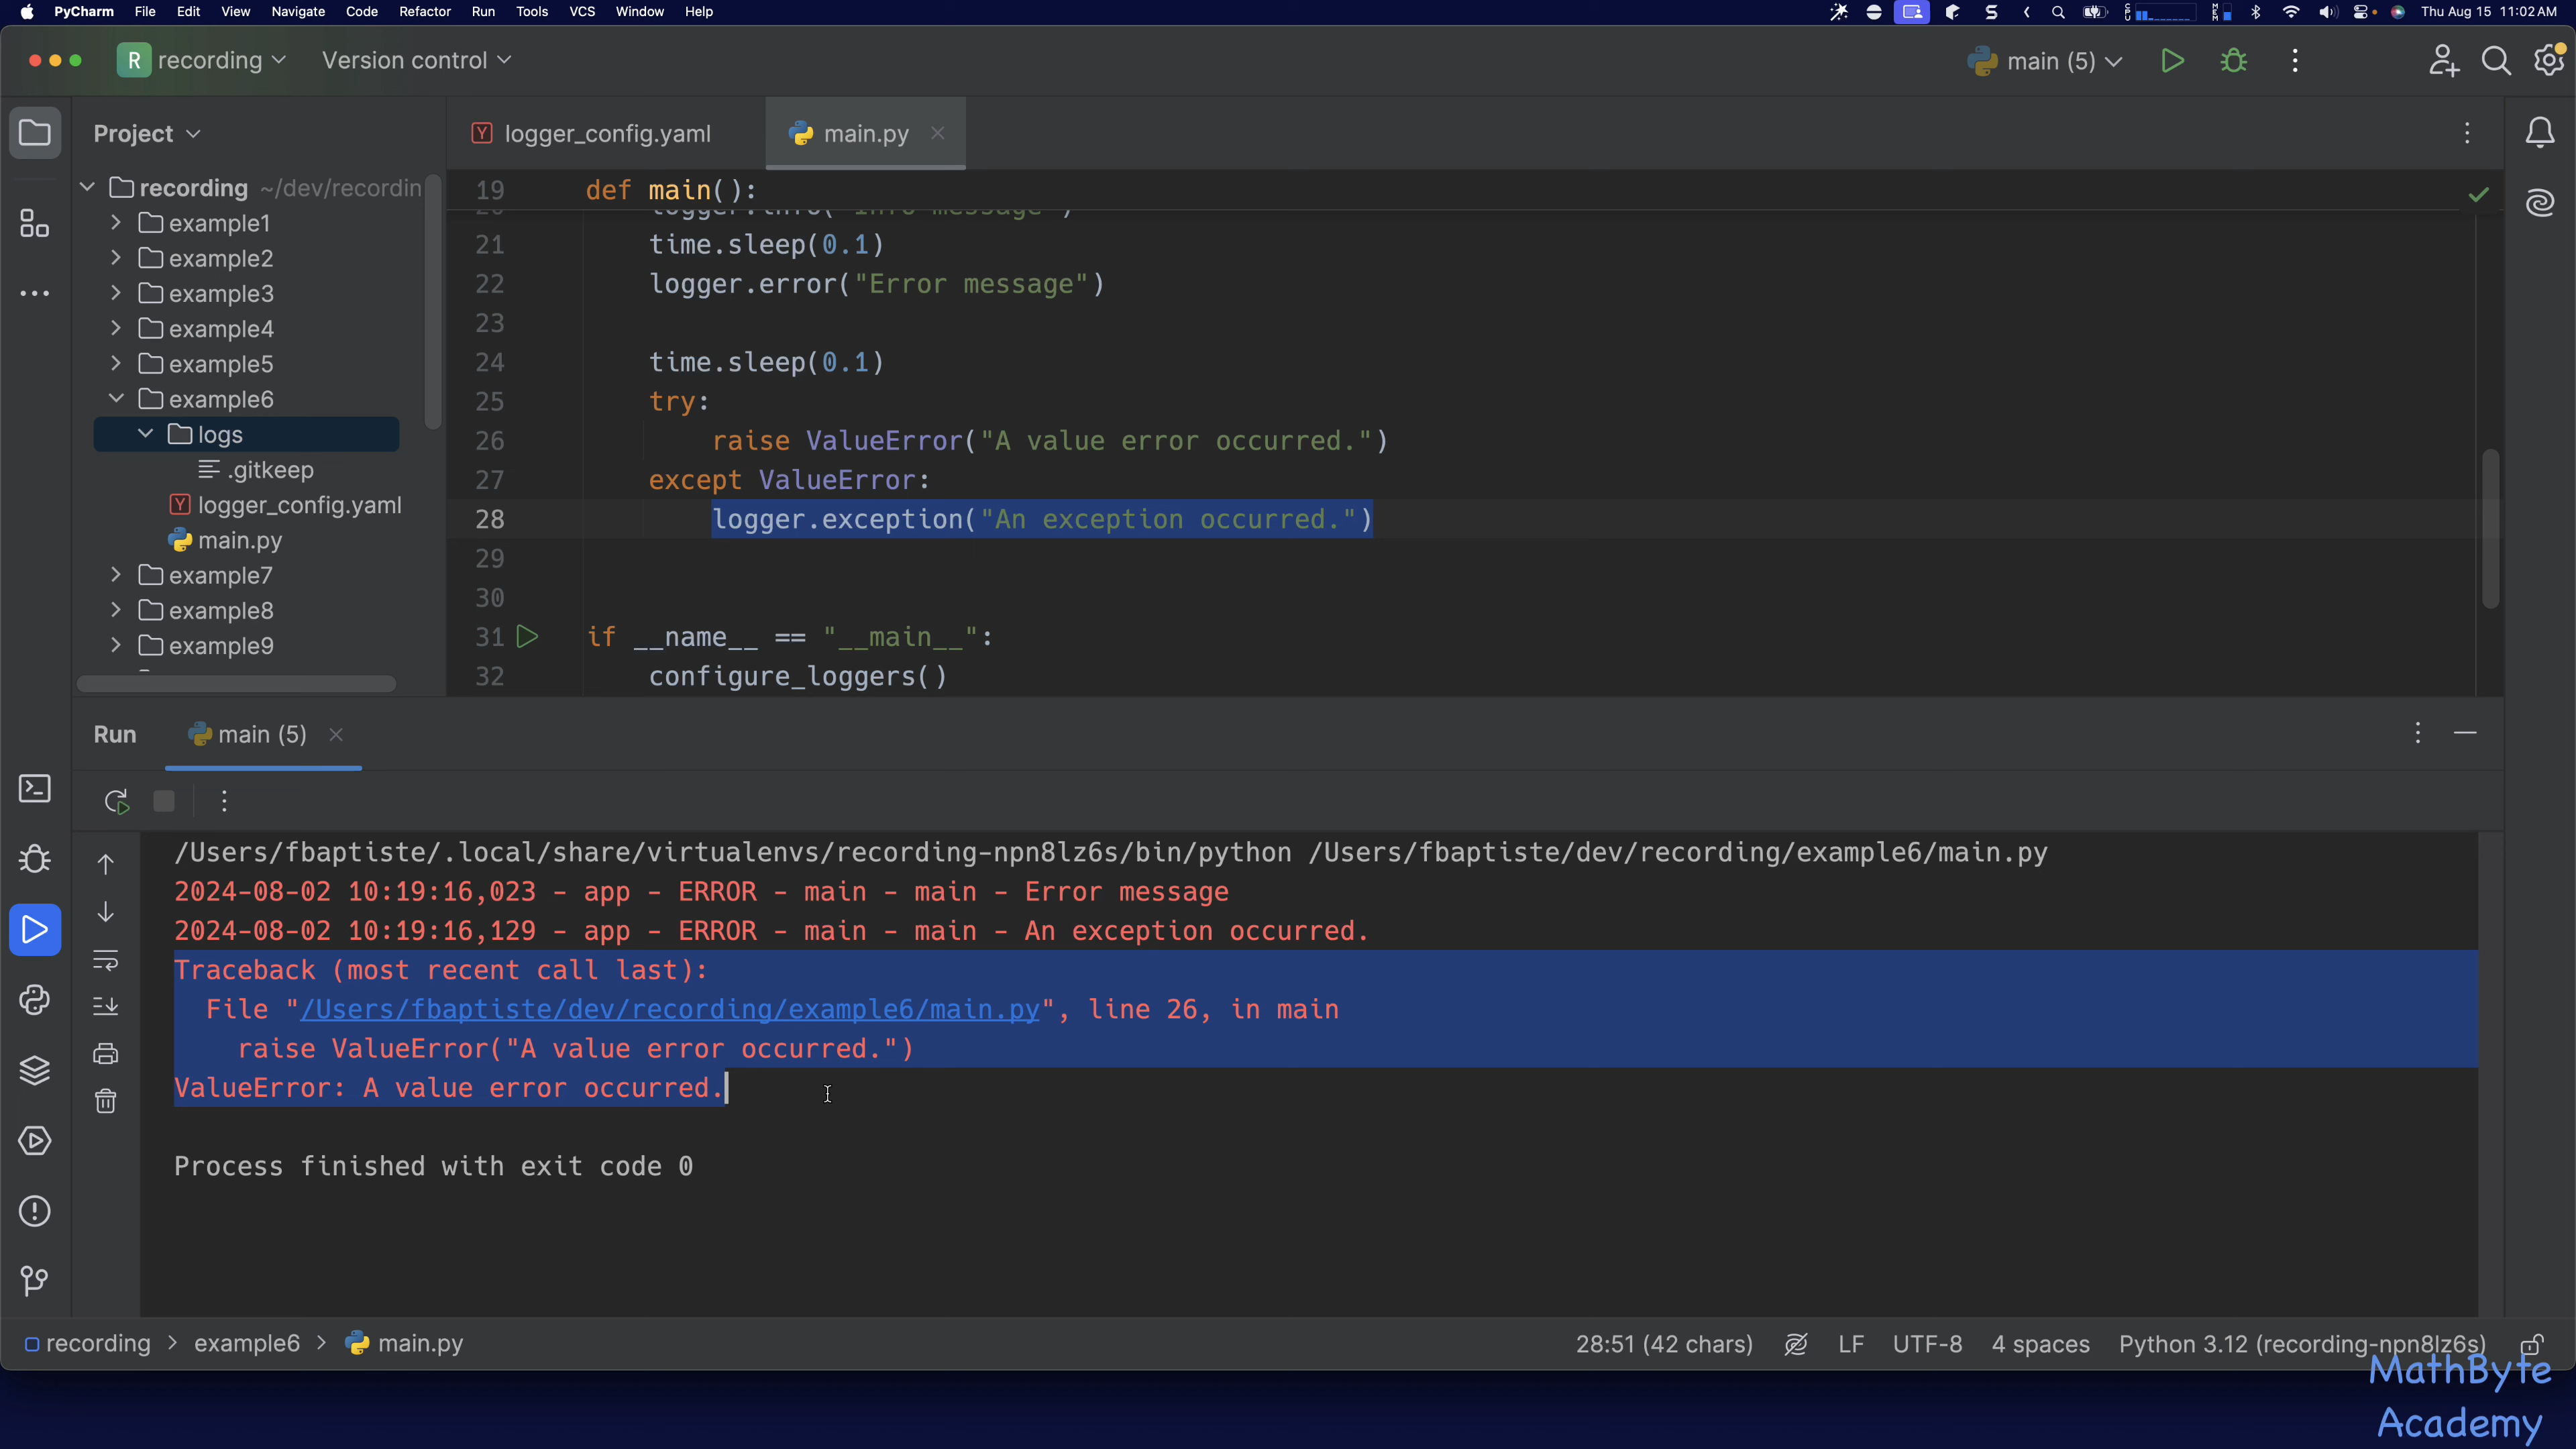 PyCharm File Edit View Navigate Code Refactor Run Tools VCS Window Help
Thu Aug 15 11:02 AM
R recording Version control
main (5)
Project
logger_config.yaml
main.py
recording ~/dev/recordin
example1
example2
example3
example4
example5
example6
logs
.gitkeep
logger_config.yaml
main.py
example7
example8
example9
19 def main():
21 time.sleep(0.1)
22 logger.error("Error message")
23
24 time.sleep(0.1)
25 try:
26 raise ValueError("A value error occurred.")
27 except ValueError:
28 logger.exception("An exception occurred.")
29
30
31 if __name__ == "__main__":
32 configure_loggers()
Run main (5)
/Users/fbaptiste/.local/share/virtualenvs/recording-npn8lz6s/bin/python /Users/fbaptiste/dev/recording/example6/main.py
2024-08-02 10:19:16,023 - app - ERROR - main - main - Error message
2024-08-02 10:19:16,129 - app - ERROR - main - main - An exception occurred.
Traceback (most recent call last):
File "/Users/fbaptiste/dev/recording/example6/main.py", line 26, in main
raise ValueError("A value error occurred.")
ValueError: A value error occurred.
Process finished with exit code 0
recording > example6 > main.py
28:51 (42 chars) LF UTF-8 4 spaces Python 3.12 (recording-npn8lz6s)
MathByte
Academy